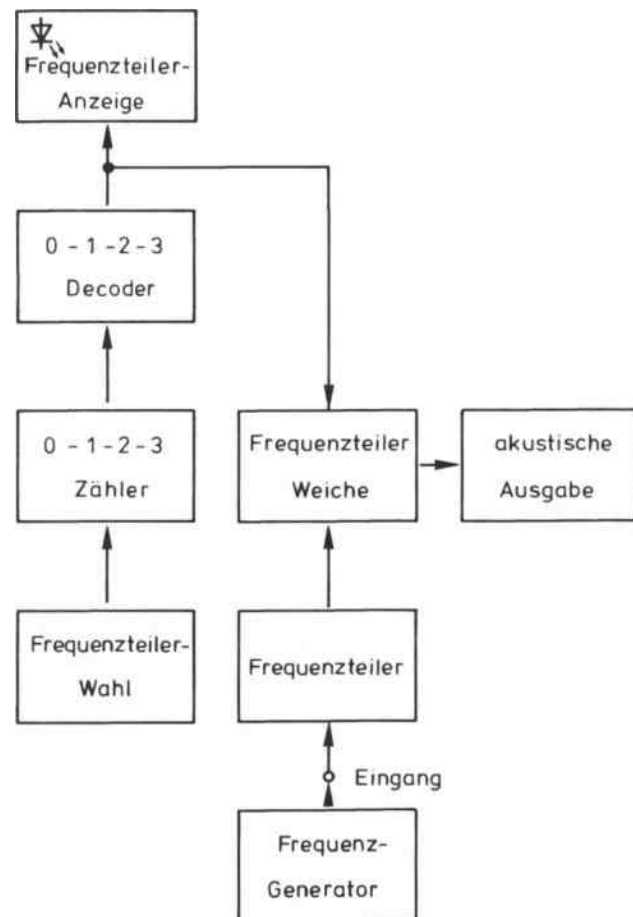 Frequenzteiler-
Anzeige
0 - 1 - 2 - 3
Decoder
0 - 1 - 2 - 3
Zähler
Frequenzteiler
Weiche
akustische
Ausgabe
Frequenzteiler-
Wahl
Frequenzteiler
Eingang
Frequenz-
Generator